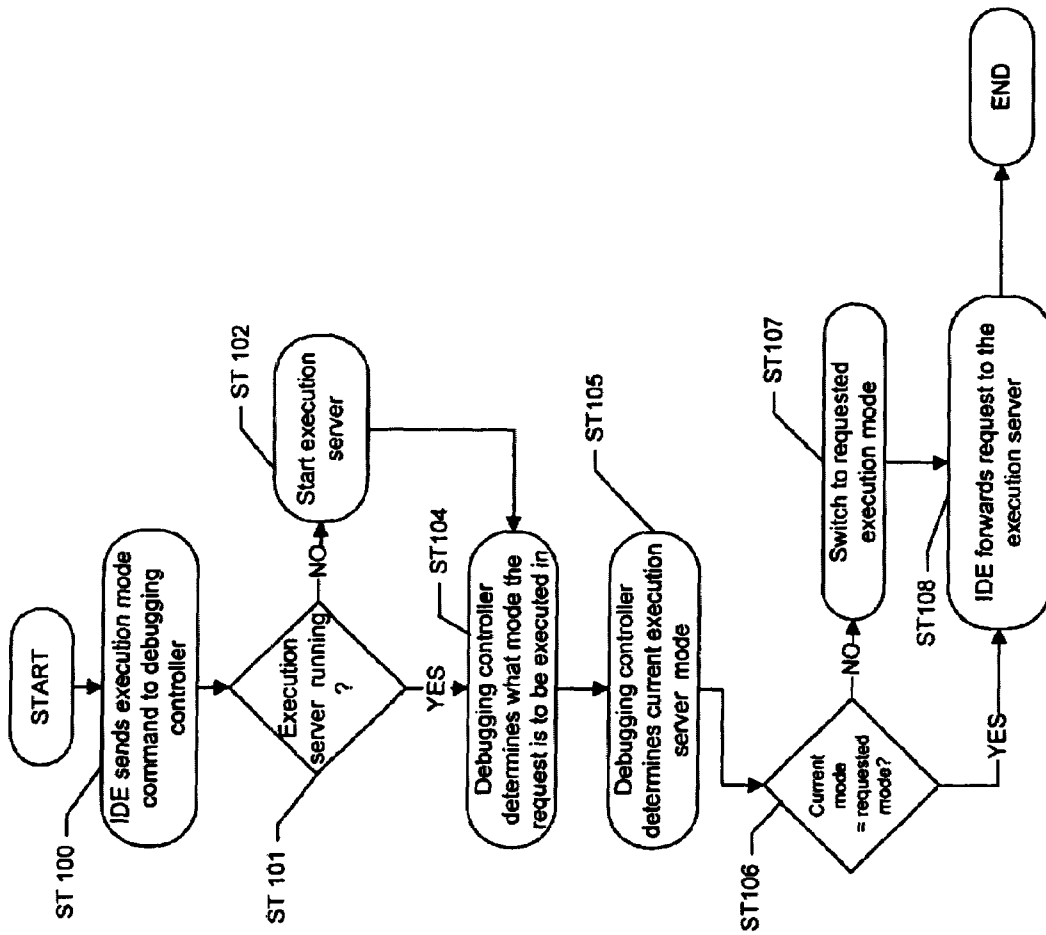 START
ST 100
IDE sends execution mode
command to debugging
controller
ST 101
Execution
server running
?
NO
ST 102
Start execution
server
YES
ST104
Debugging controller
determines what mode the
request is to be executed in
ST105
Debugging controller
determines current execution
server mode
ST106
Current
mode
= requested
mode?
NO
ST107
Switch to requested
execution mode
YES
ST108
IDE forwards request to the
execution server
END